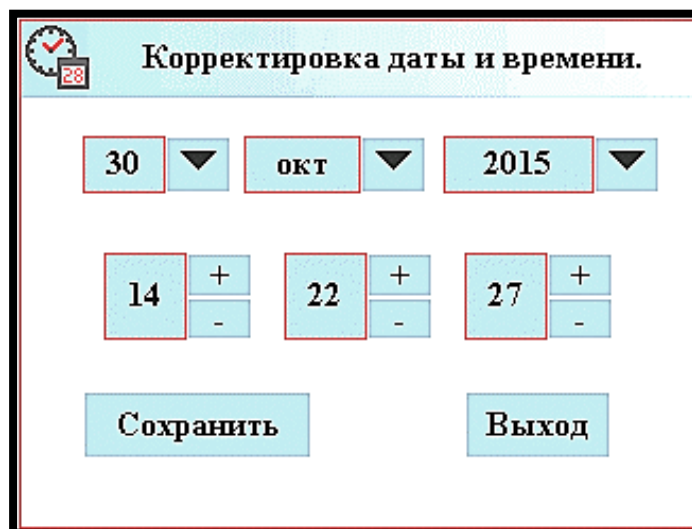 28
Корректировка даты и времени.
30 окт 2015
+ + +
14 22 27
- - -
Сохранить Выход